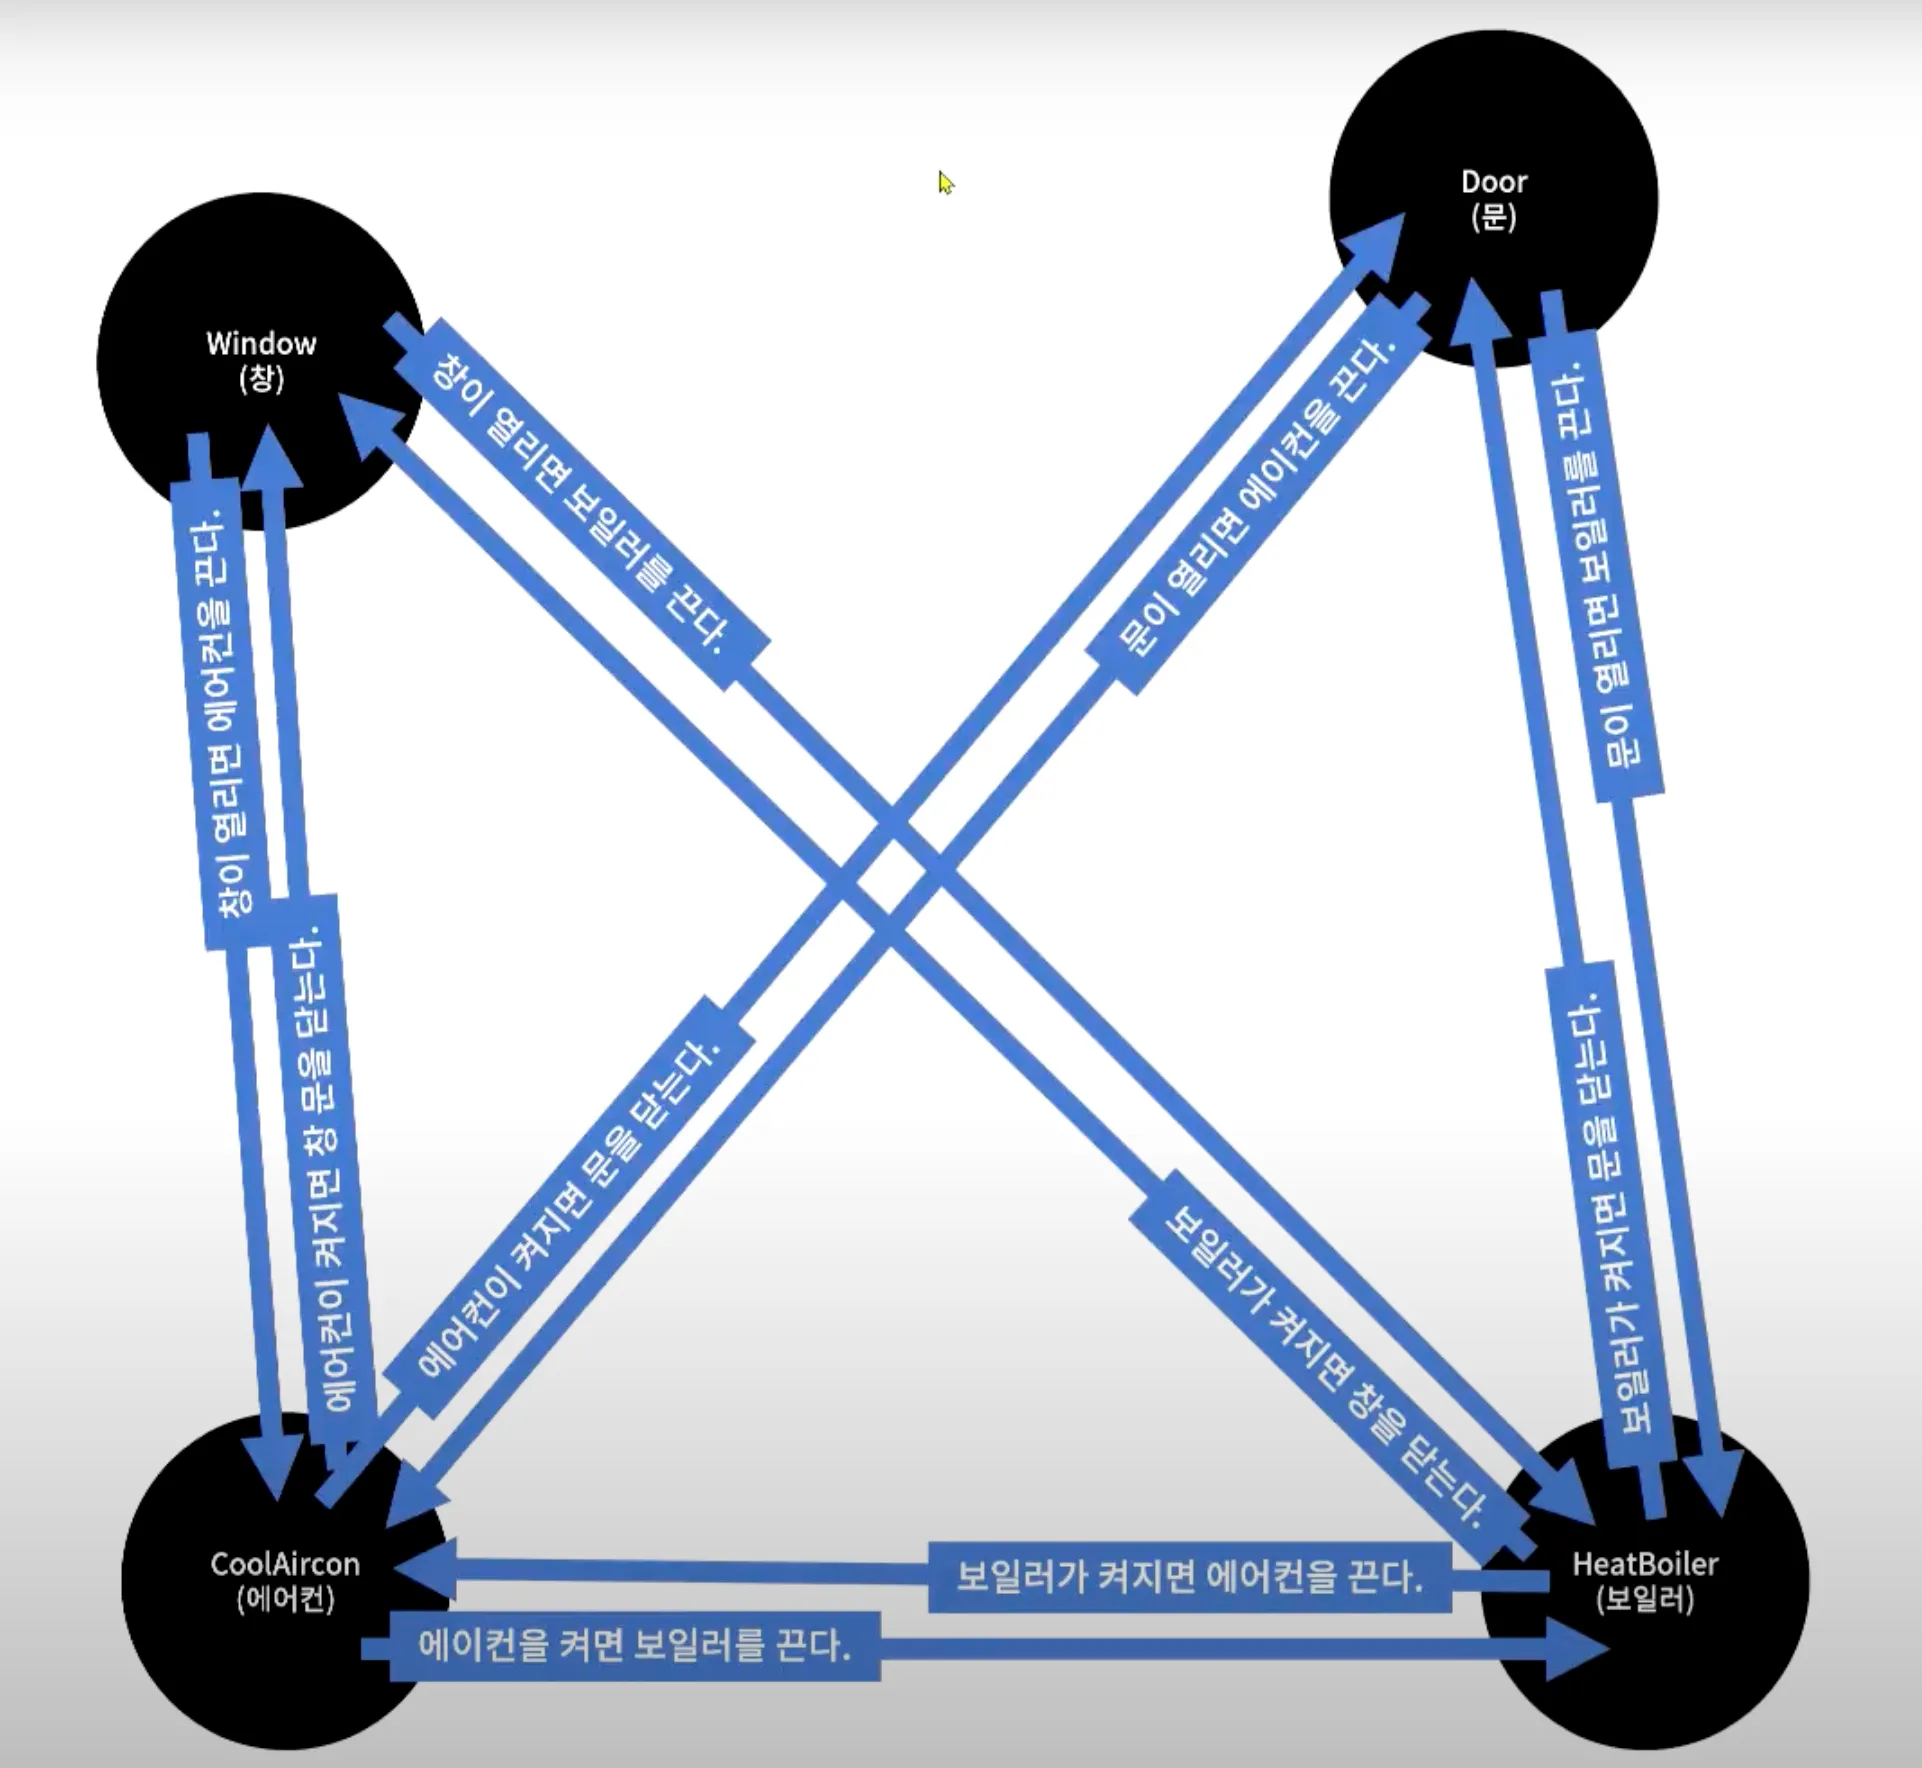 Door
(문)
Window
(창)
창이 열리면 보일러를 끈다.
문이 열리면 에이컨을 끈다.
문이 열리면 보일러를 끈다.
창이 열리면 에어컨을 끈다.
에어컨이 켜지면 창 문을 닫는다.
에어컨이 켜지면 문을 닫는다.
보일러가 켜지면 창을 닫는다.
보일러가 켜지면 문을 닫는다.
CoolAircon
(에어컨)
보일러가 켜지면 에어컨을 끈다.
HeatBoiler
(보일러)
에이컨을 켜면 보일러를 끈다.